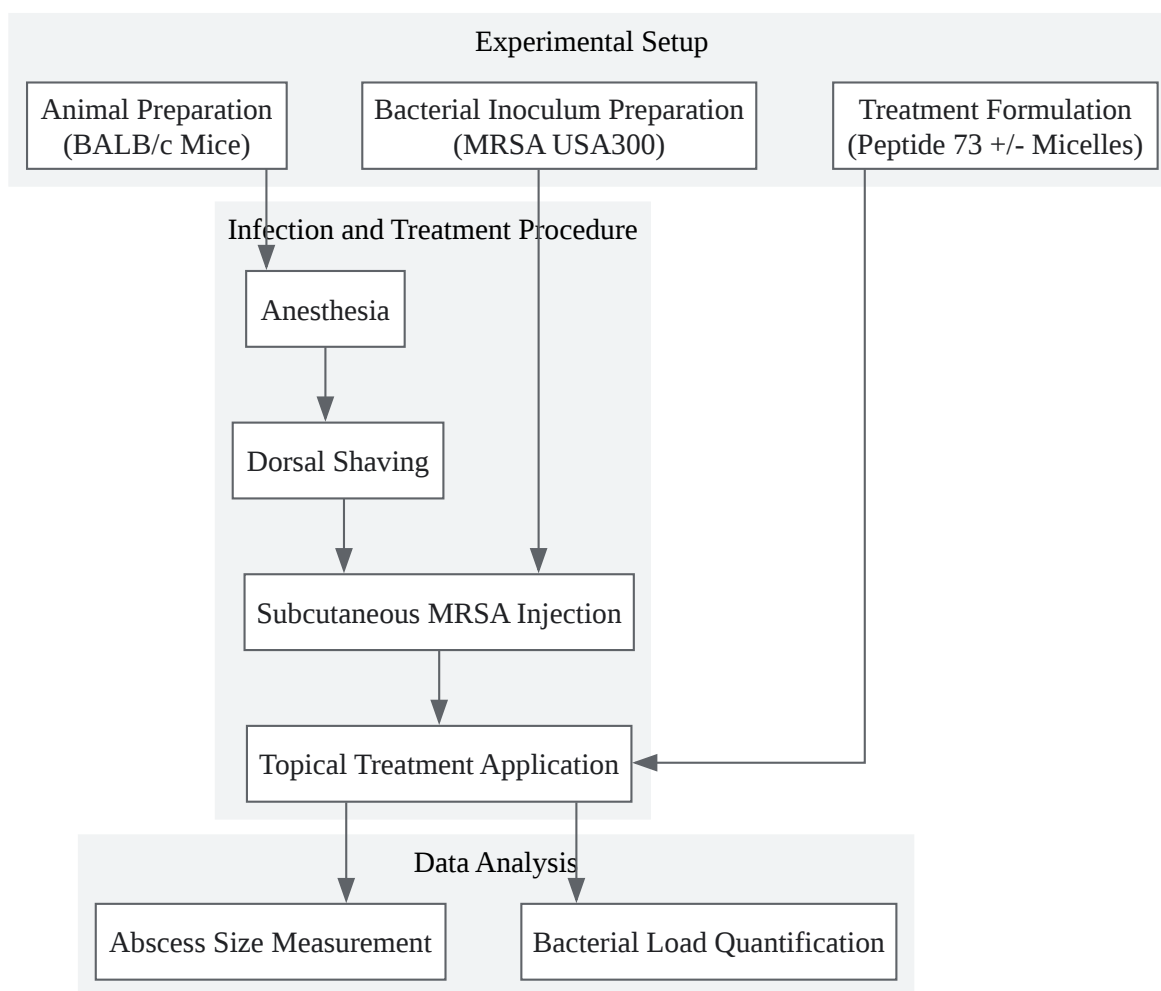 Experimental Setup
Animal Preparation
(BALB/c Mice)
Bacterial Inoculum Preparation
(MRSA USA300)
Treatment Formulation
(Peptide 73 +/- Micelles)
Infection and Treatment Procedure
Anesthesia
Dorsal Shaving
Subcutaneous MRSA Injection
Topical Treatment Application
Data Analysis
Abscess Size Measurement
Bacterial Load Quantification